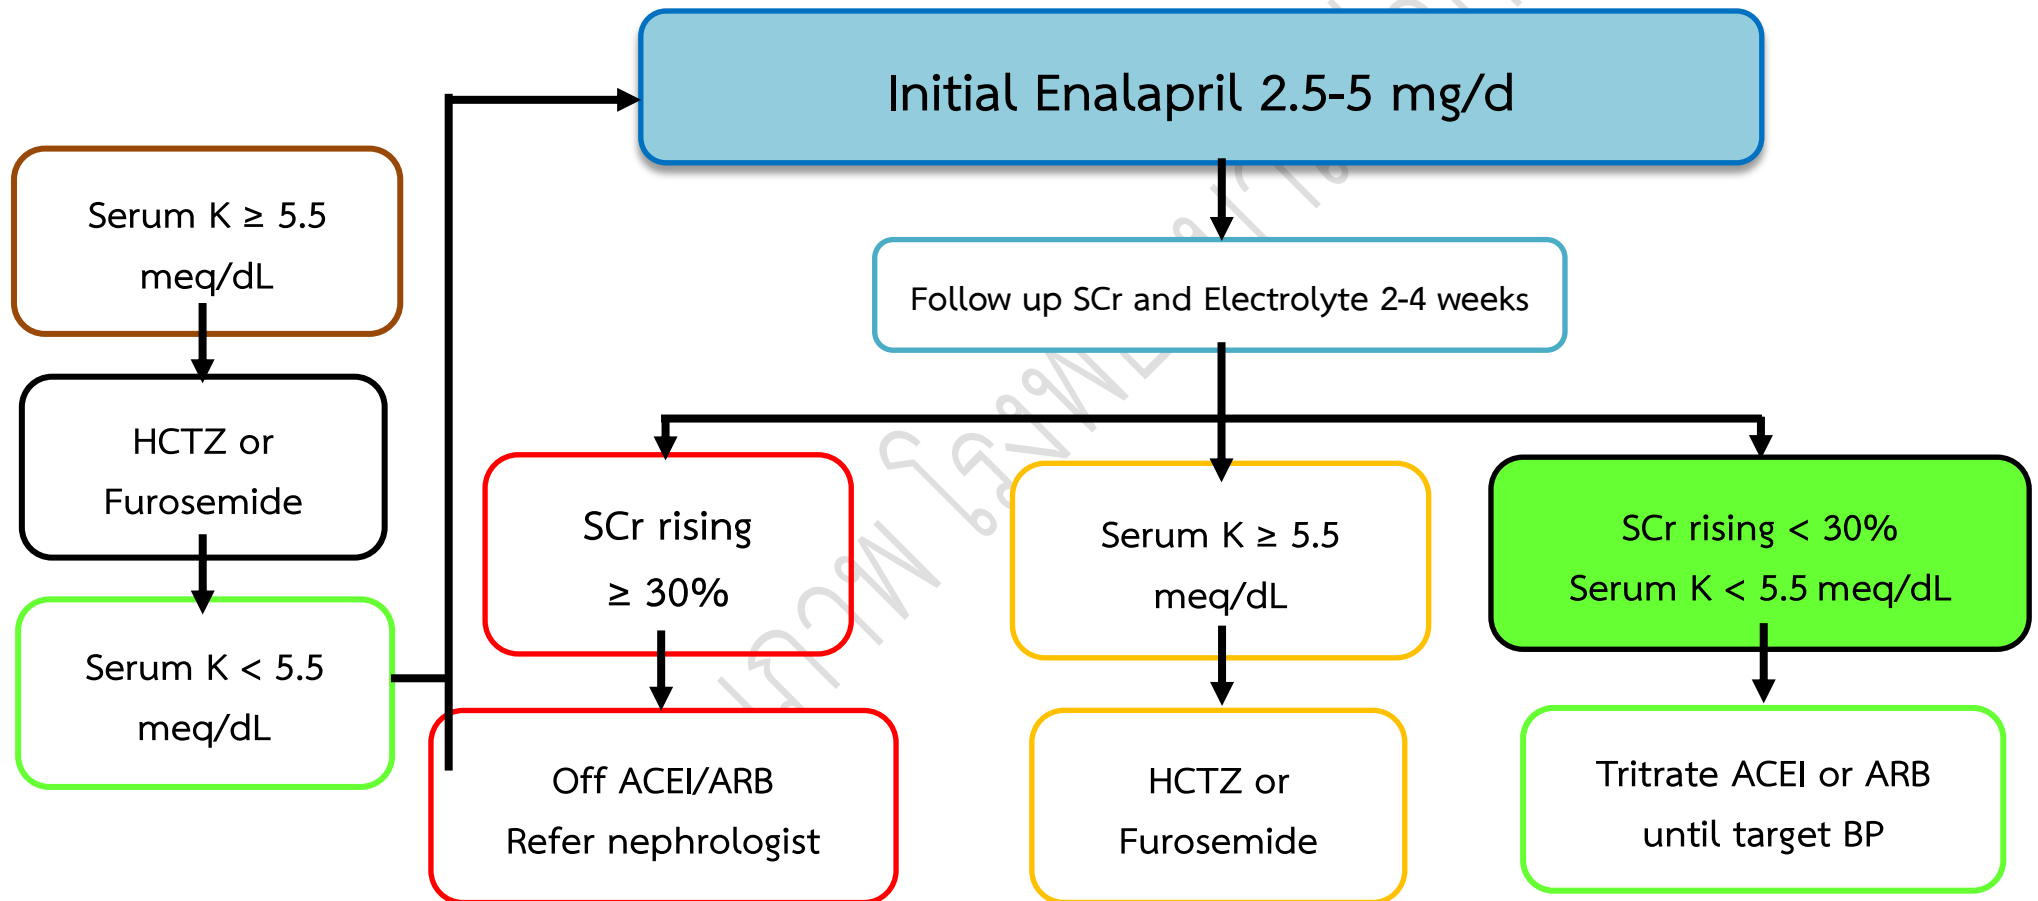 Initial Enalapril 2.5-5 mg/d
Serum K ≥ 5.5
meq/dL
HCTZ or
Furosemide
Serum K < 5.5
meq/dL
Follow up SCr and Electrolyte 2-4 weeks
SCr rising
≥ 30%
Off ACEI/ARB
Refer nephrologist
Serum K ≥ 5.5
meq/dL
HCTZ or
Furosemide
SCr rising < 30%
Serum K < 5.5 meq/dL
Tritrate ACEI or ARB
until target BP